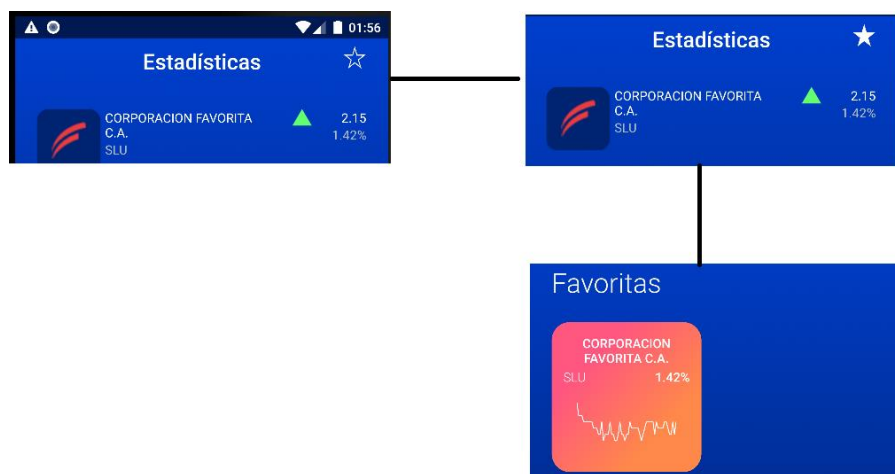 01:56
Estadísticas
CORPORACION FAVORITA
C.A.
SLU
2.15
1.42%
Estadísticas
CORPORACION FAVORITA
C.A.
SLU
2.15
1.42%
Favoritas
CORPORACION
FAVORITA C.A.
SLU 1.42%